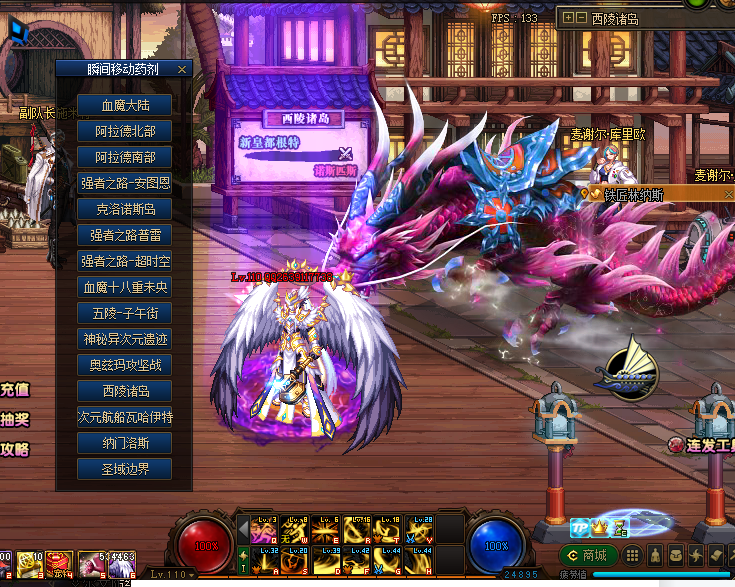 FPS : 133
西陵诸岛
瞬间移动药剂
血魔大陆
阿拉德北部
阿拉德南部
强者之路-安图恩
克洛诺斯岛
强者之路普雷
强者之路-超时空
血魔十八重未央
五陵-子午街
神秘异次元遗迹
奥兹玛攻坚战
西陵诸岛
次元航船瓦哈伊特
纳门洛斯
圣域边界
副队长
西陵诸岛
新皇都根特
诺斯匹斯
麦谢尔·库里欧
麦谢尔·
铁匠林纳斯
充值
抽奖
攻略
连发工具
100%
100%
Lv.110
24895
TP
商城
疲劳值